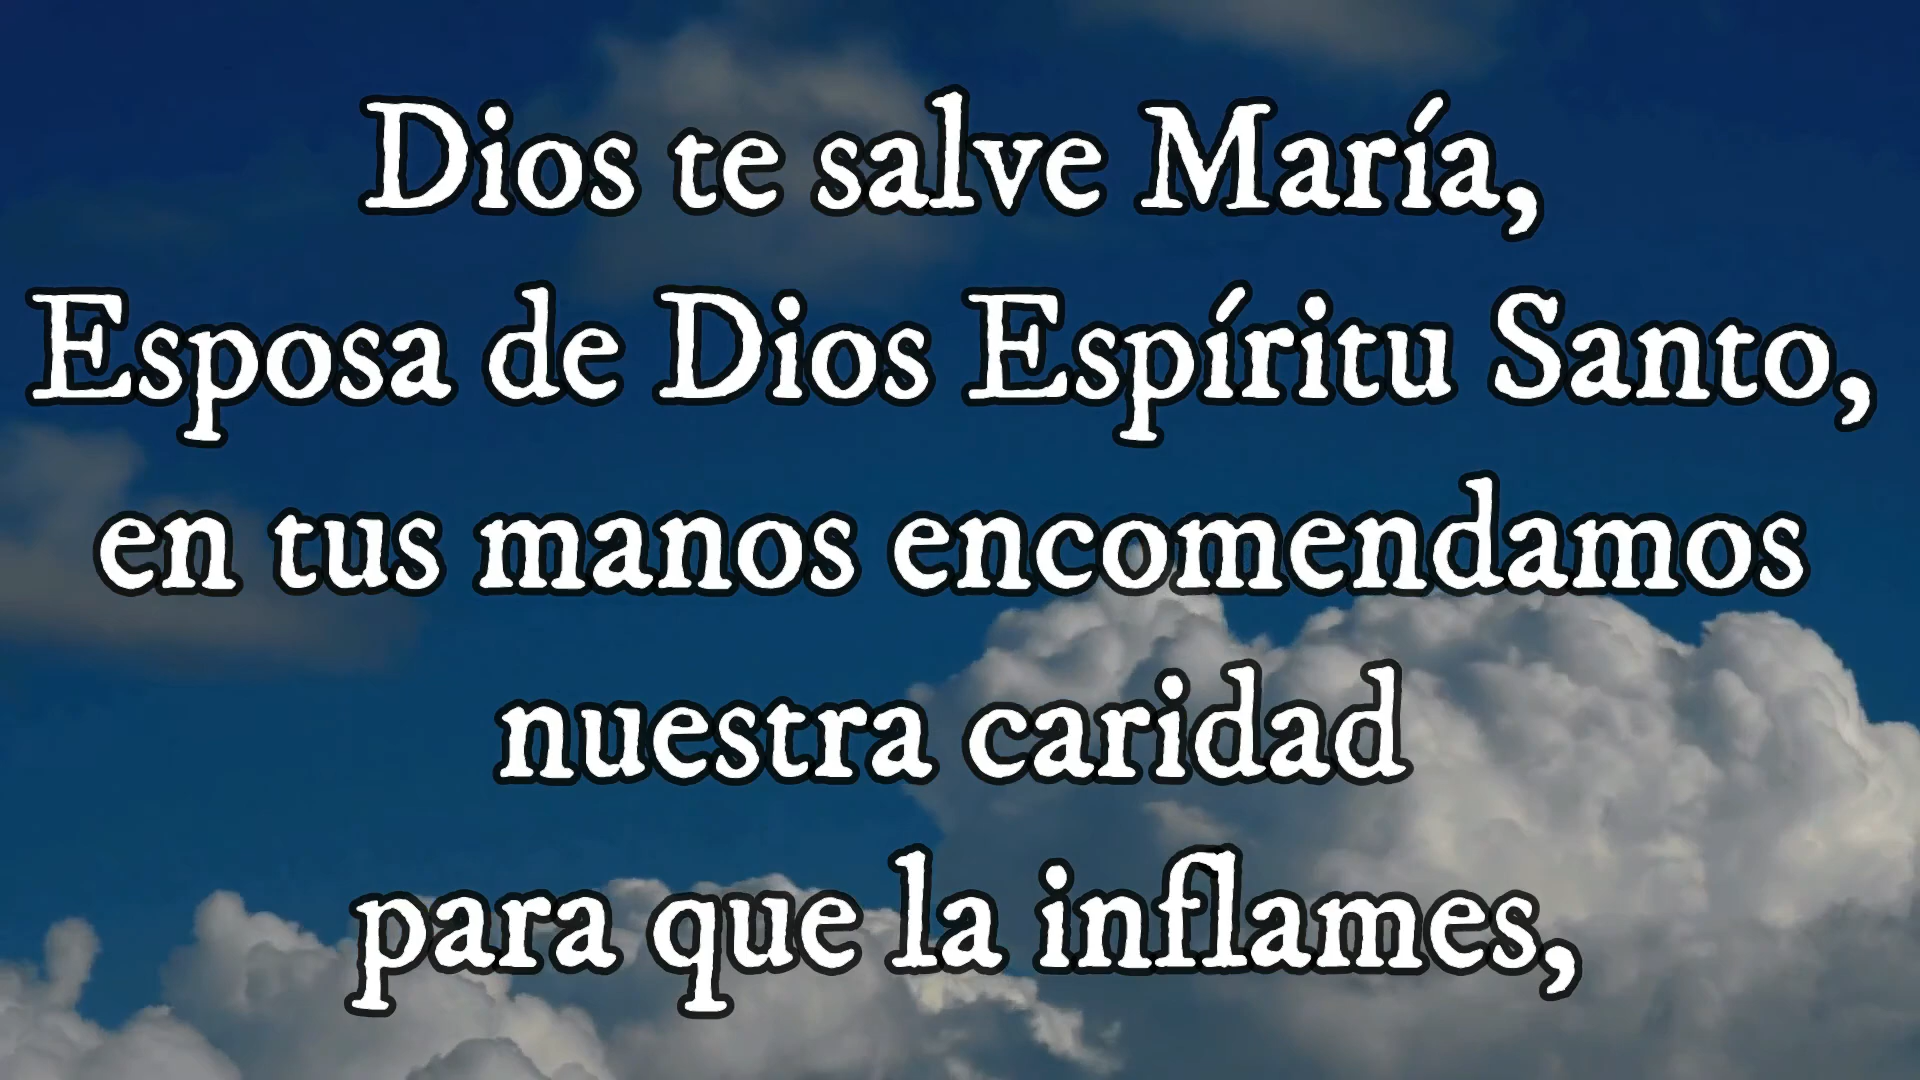 Dios te salve María,
Esposa de Dios Espíritu Santo,
en tus manos encomendamos
nuestra caridad
para que la inflames,